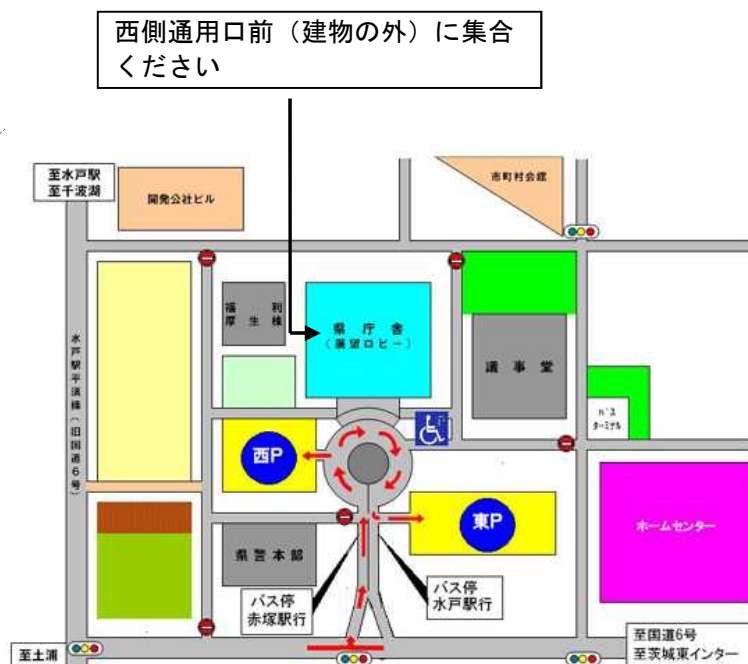 西側通用口前（建物の外）に集合
ください
至水戸駅
至千波湖
開発公社ビル
市町村会館
福利
厚生棟
県庁舎
（展望ロビー）
議事堂
バス
ターミナル
水戸駅平須線（旧国道6号）
西P
東P
ホームセンター
県警本部
バス停
赤塚駅行
バス停
水戸駅行
至土浦
至国道6号
至茨城東インター